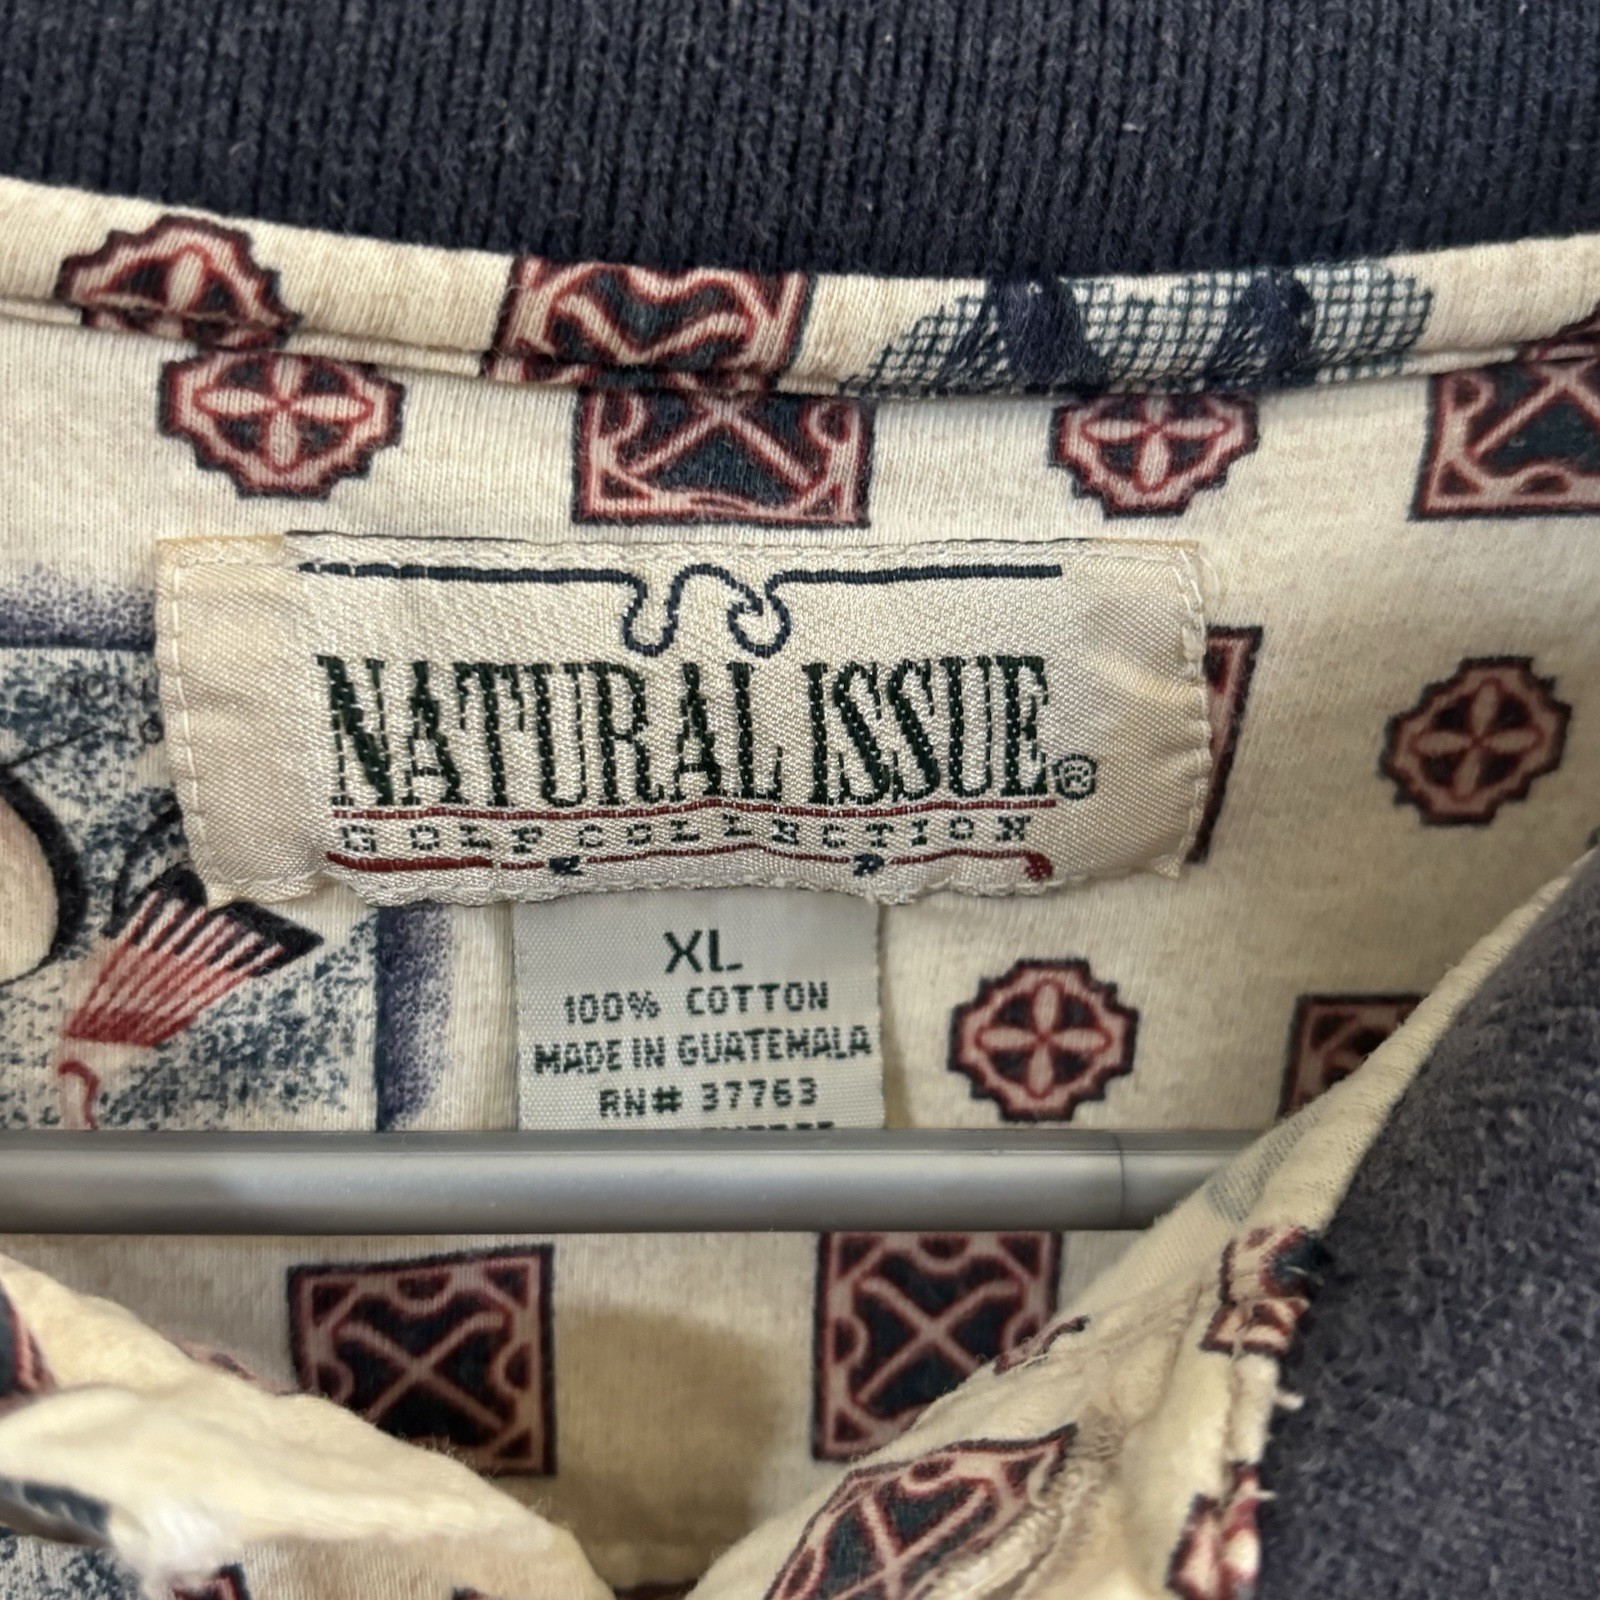 NATURAL ISSUE®
GOLF COLLECTION
XL
100% COTTON
MADE IN GUATEMALA
RN# 37763